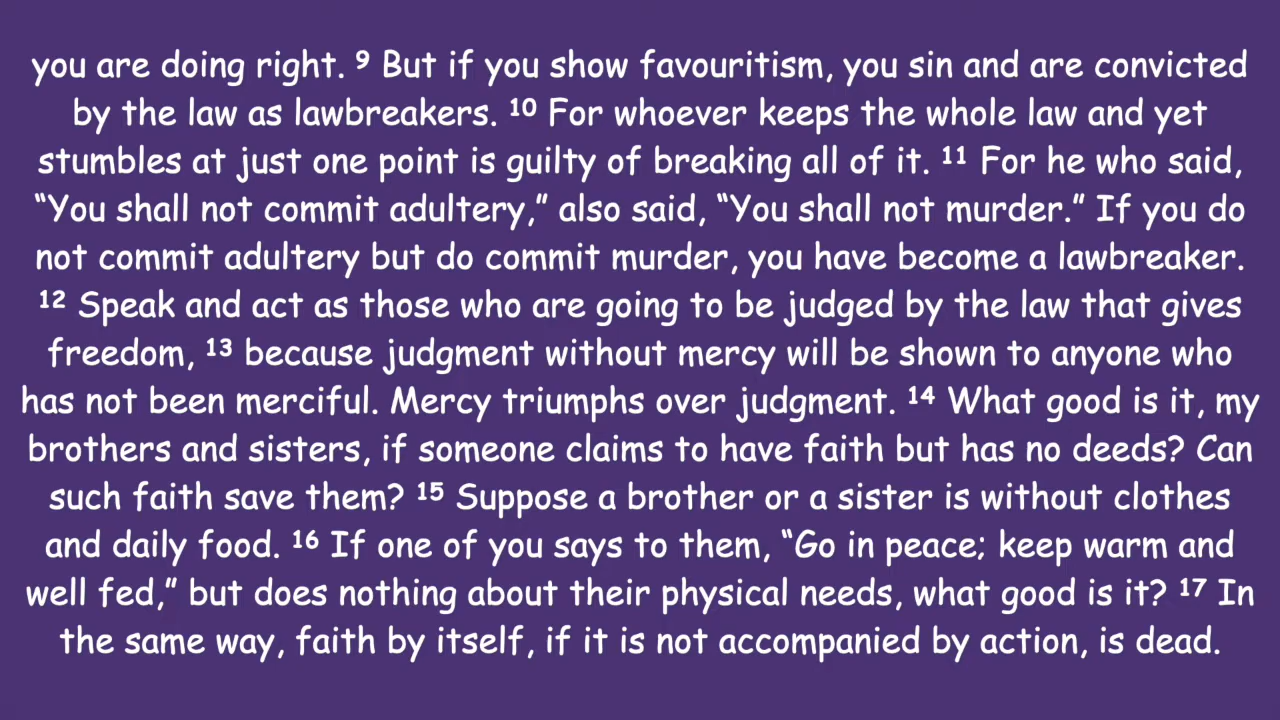 you are doing right. ⁹ But if you show favouritism, you sin and are convicted
by the law as lawbreakers. ¹⁰ For whoever keeps the whole law and yet
stumbles at just one point is guilty of breaking all of it. ¹¹ For he who said,
“You shall not commit adultery,” also said, “You shall not murder.” If you do
not commit adultery but do commit murder, you have become a lawbreaker.
¹² Speak and act as those who are going to be judged by the law that gives
freedom, ¹³ because judgment without mercy will be shown to anyone who
has not been merciful. Mercy triumphs over judgment. ¹⁴ What good is it, my
brothers and sisters, if someone claims to have faith but has no deeds? Can
such faith save them? ¹⁵ Suppose a brother or a sister is without clothes
and daily food. ¹⁶ If one of you says to them, “Go in peace; keep warm and
well fed,” but does nothing about their physical needs, what good is it? ¹⁷ In
the same way, faith by itself, if it is not accompanied by action, is dead.